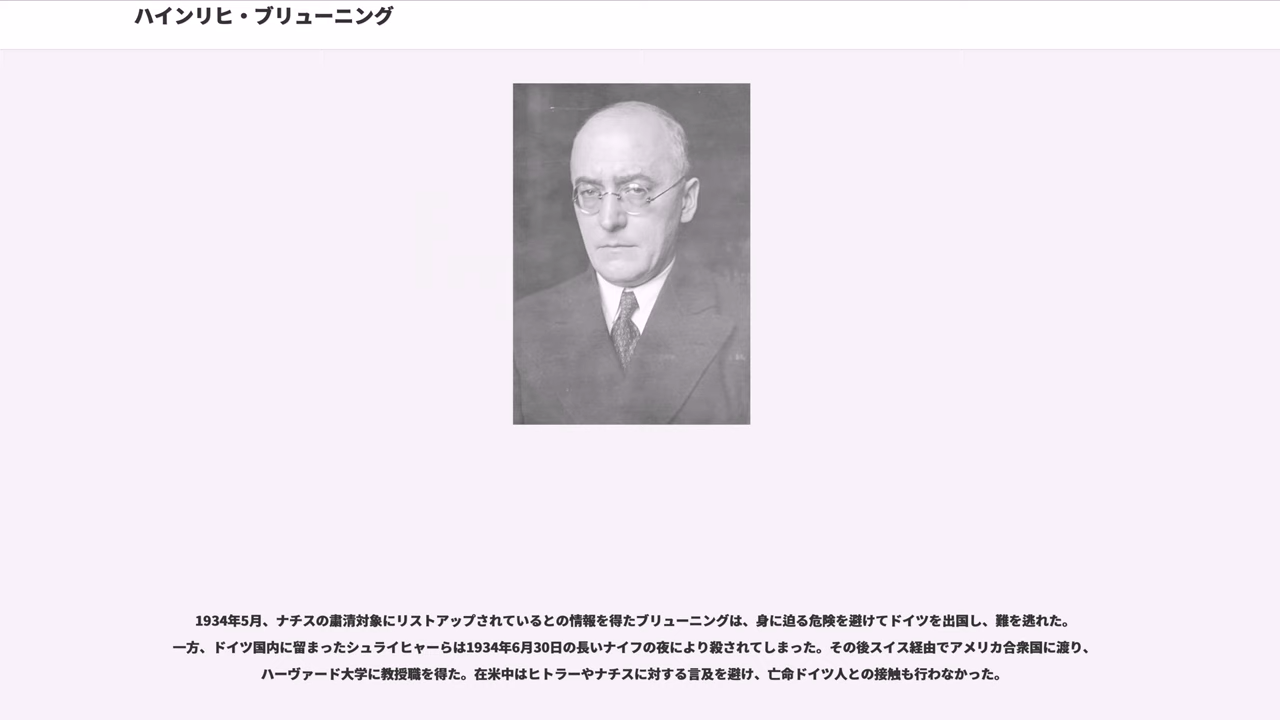 ハインリヒ・ブリューニング
1934年5月、ナチスの粛清対象にリストアップされているとの情報を得たブリューニングは、身に迫る危険を避けてドイツを出国し、難を逃れた。
一方、ドイツ国内に留まったシュライヒャーらは1934年6月30日の長いナイフの夜により殺されてしまった。その後スイス経由でアメリカ合衆国に渡り、
ハーヴァード大学に教授職を得た。在米中はヒトラーやナチスに対する言及を避け、亡命ドイツ人との接触も行わなかった。